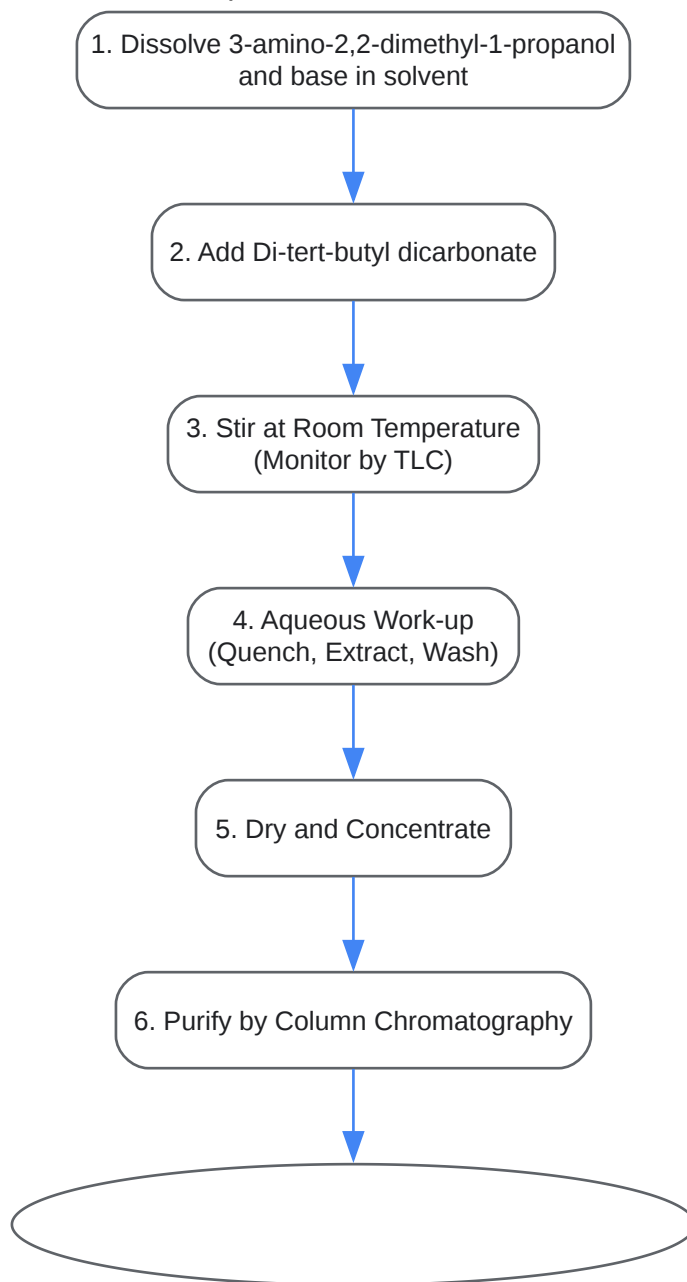 1. Dissolve 3-amino-2,2-dimethyl-1-propanol
and base in solvent
2. Add Di-tert-butyl dicarbonate
3. Stir at Room Temperature
(Monitor by TLC)
4. Aqueous Work-up
(Quench, Extract, Wash)
5. Dry and Concentrate
6. Purify by Column Chromatography